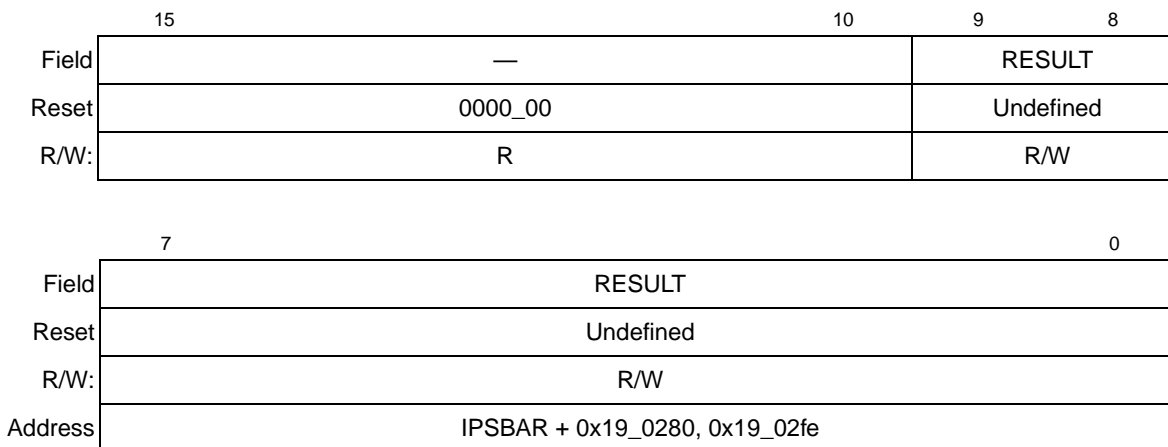 15 10 9 8
Field — RESULT
Reset 0000_00 Undefined
R/W: R R/W
7 0
Field RESULT
Reset Undefined
R/W: R/W
Address IPSBAR + 0x19_0280, 0x19_02fe